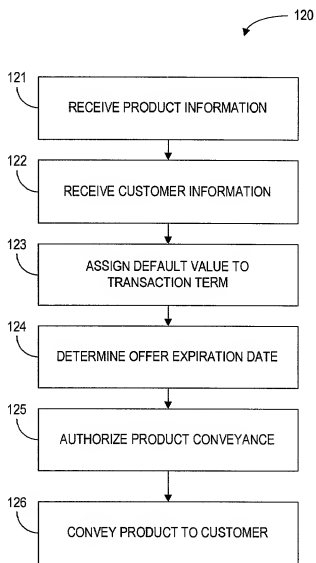 120
121
RECEIVE PRODUCT INFORMATION
122
RECEIVE CUSTOMER INFORMATION
123
ASSIGN DEFAULT VALUE TO
TRANSACTION TERM
124
DETERMINE OFFER EXPIRATION DATE
125
AUTHORIZE PRODUCT CONVEYANCE
126
CONVEY PRODUCT TO CUSTOMER